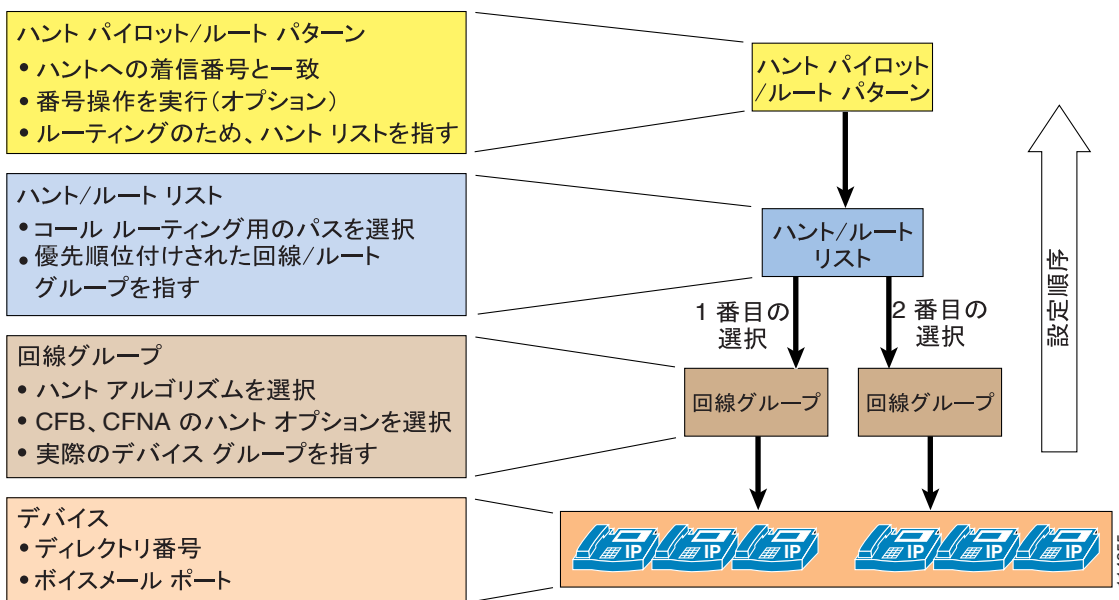 ハント パイロット/ルート パターン
• ハントへの着信番号と一致
• 番号操作を実行(オプション)
• ルーティングのため、ハント リストを指す
ハント/ルート リスト
• コール ルーティング用のパスを選択
• 優先順位付けされた回線/ルート
グループを指す
回線グループ
• ハント アルゴリズムを選択
• CFB、CFNA のハント オプションを選択
• 実際のデバイス グループを指す
デバイス
• ディレクトリ番号
• ボイスメール ポート
ハント パイロット
/ルート パターン
ハント/ルート
リスト
1 番目の
選択
2 番目の
選択
回線グループ
回線グループ
IP
IP
IP
IP
IP
IP
設定順序